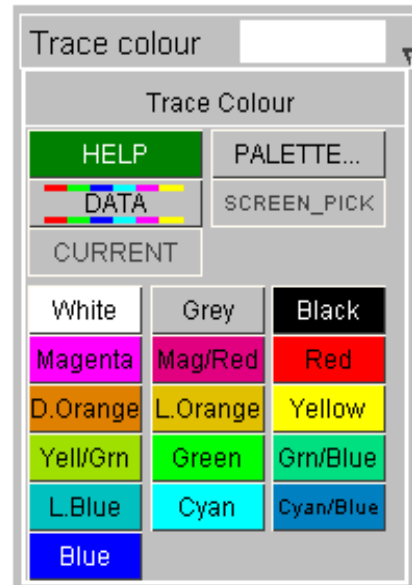 Trace colour
Trace Colour
HELP PALETTE...
DATA SCREEN_PICK
CURRENT
White Grey Black
Magenta Mag/Red Red
D.Orange L.Orange Yellow
Yell/Grn Green Grn/Blue
L.Blue Cyan Cyan/Blue
Blue